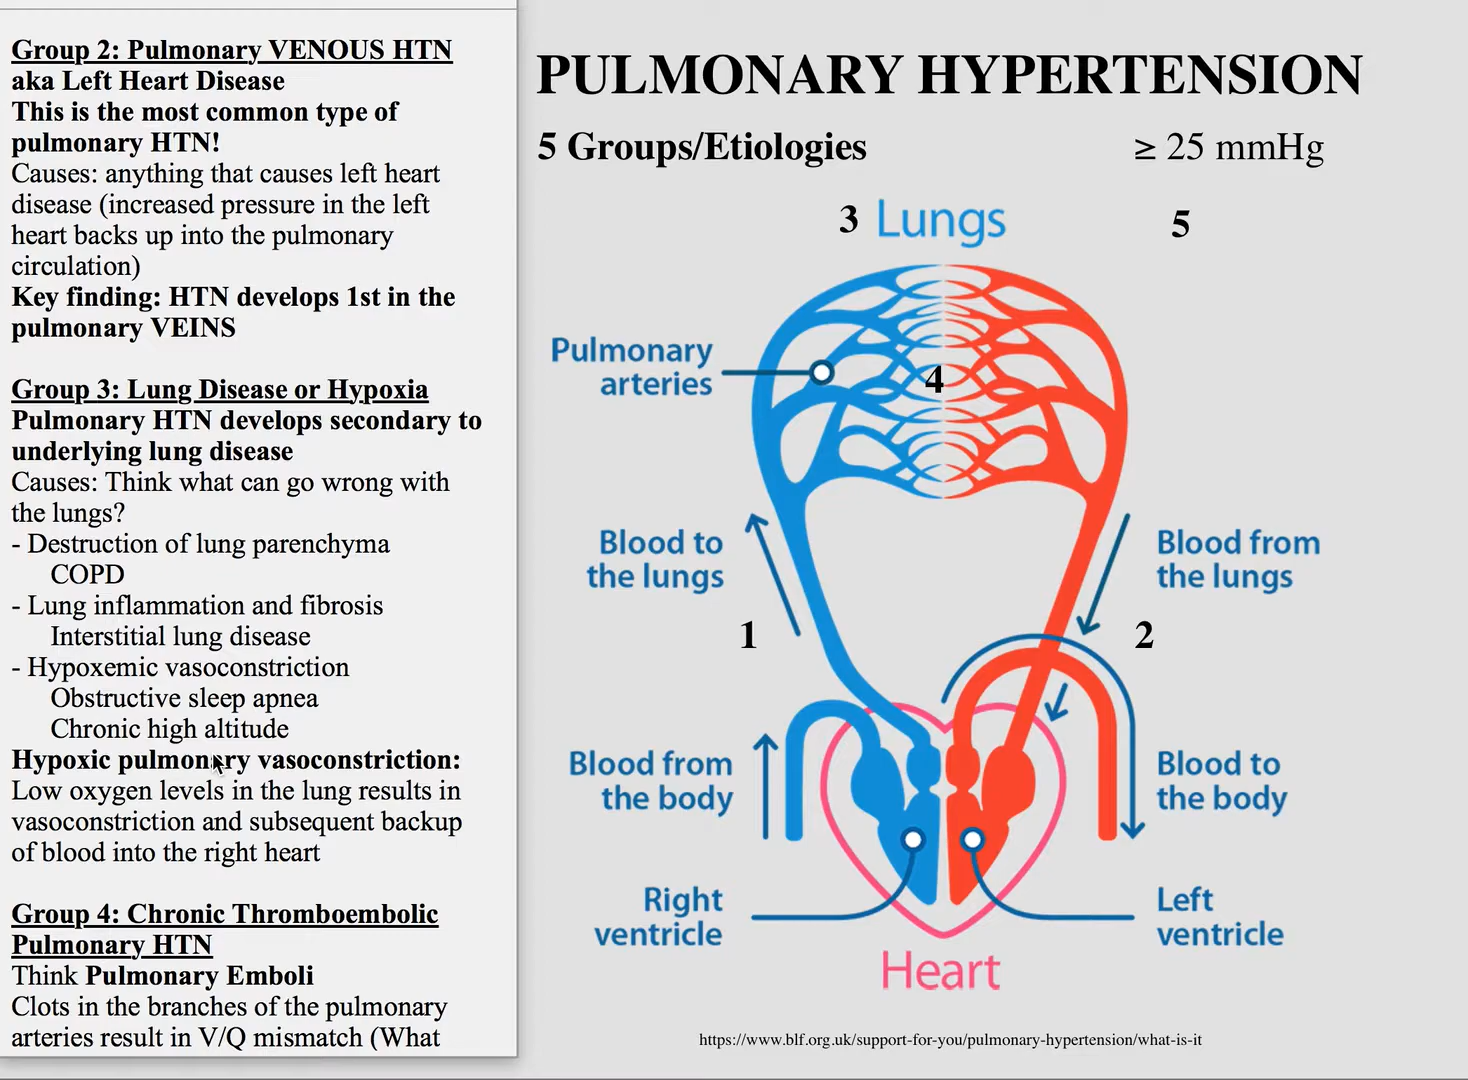 Group 2: Pulmonary VENOUS HTN
aka Left Heart Disease
This is the most common type of
pulmonary HTN!
Causes: anything that causes left heart
disease (increased pressure in the left
heart backs up into the pulmonary
circulation)
Key finding: HTN develops 1st in the
pulmonary VEINS
Group 3: Lung Disease or Hypoxia
Pulmonary HTN develops secondary to
underlying lung disease
Causes: Think what can go wrong with
the lungs?
- Destruction of lung parenchyma
COPD
- Lung inflammation and fibrosis
Interstitial lung disease
- Hypoxemic vasoconstriction
Obstructive sleep apnea
Chronic high altitude
Hypoxic pulmonary vasoconstriction:
Low oxygen levels in the lung results in
vasoconstriction and subsequent backup
of blood into the right heart
Group 4: Chronic Thromboembolic
Pulmonary HTN
Think Pulmonary Emboli
Clots in the branches of the pulmonary
arteries result in V/Q mismatch (What
PULMONARY HYPERTENSION
5 Groups/Etiologies
≥ 25 mmHg
3
Lungs
5
Pulmonary
arteries
4
Blood to
the lungs
Blood from
the lungs
1
2
Blood from
the body
Blood to
the body
Right
ventricle
Left
ventricle
Heart
https://www.blf.org.uk/support-for-you/pulmonary-hypertension/what-is-it